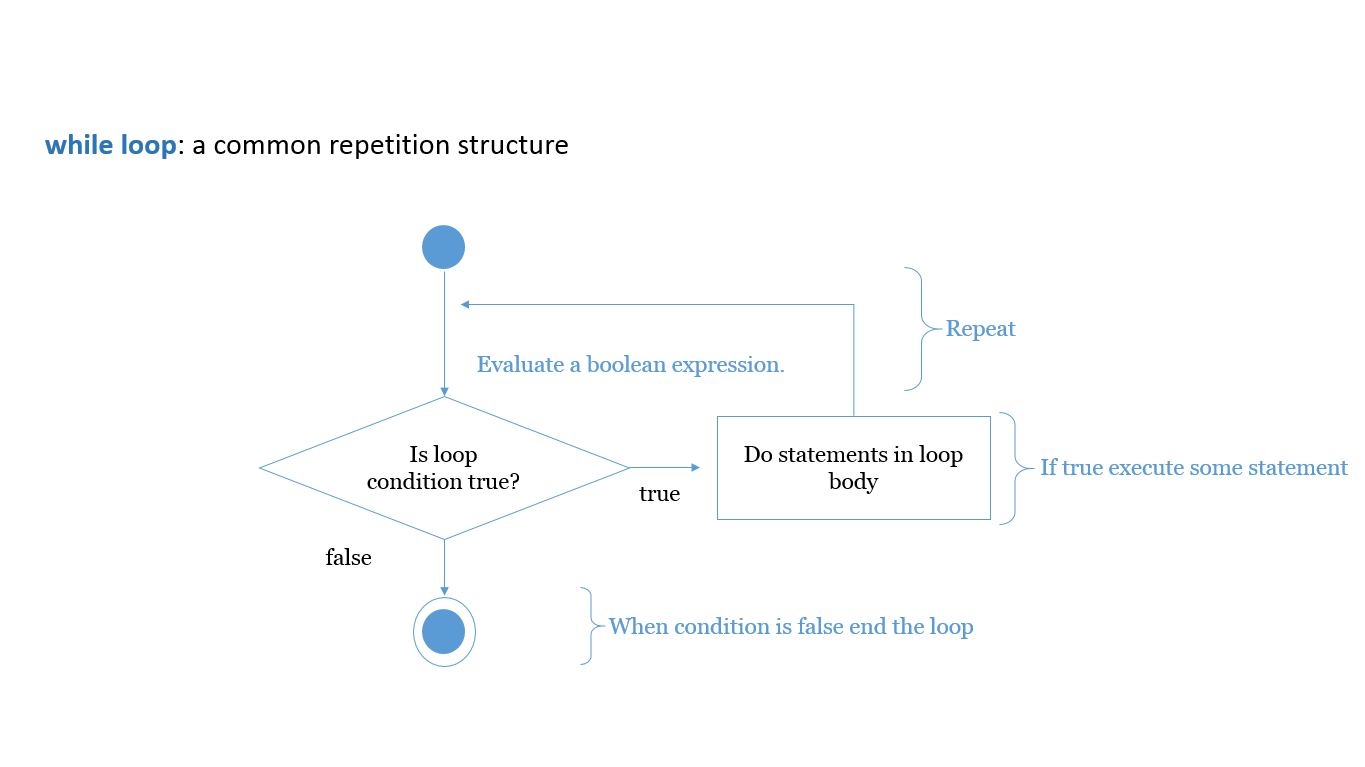 while loop: a common repetition structure
Repeat
Evaluate a boolean expression.
Is loop
condition true?
true
Do statements in loop
body
If true execute some statement
false
When condition is false end the loop